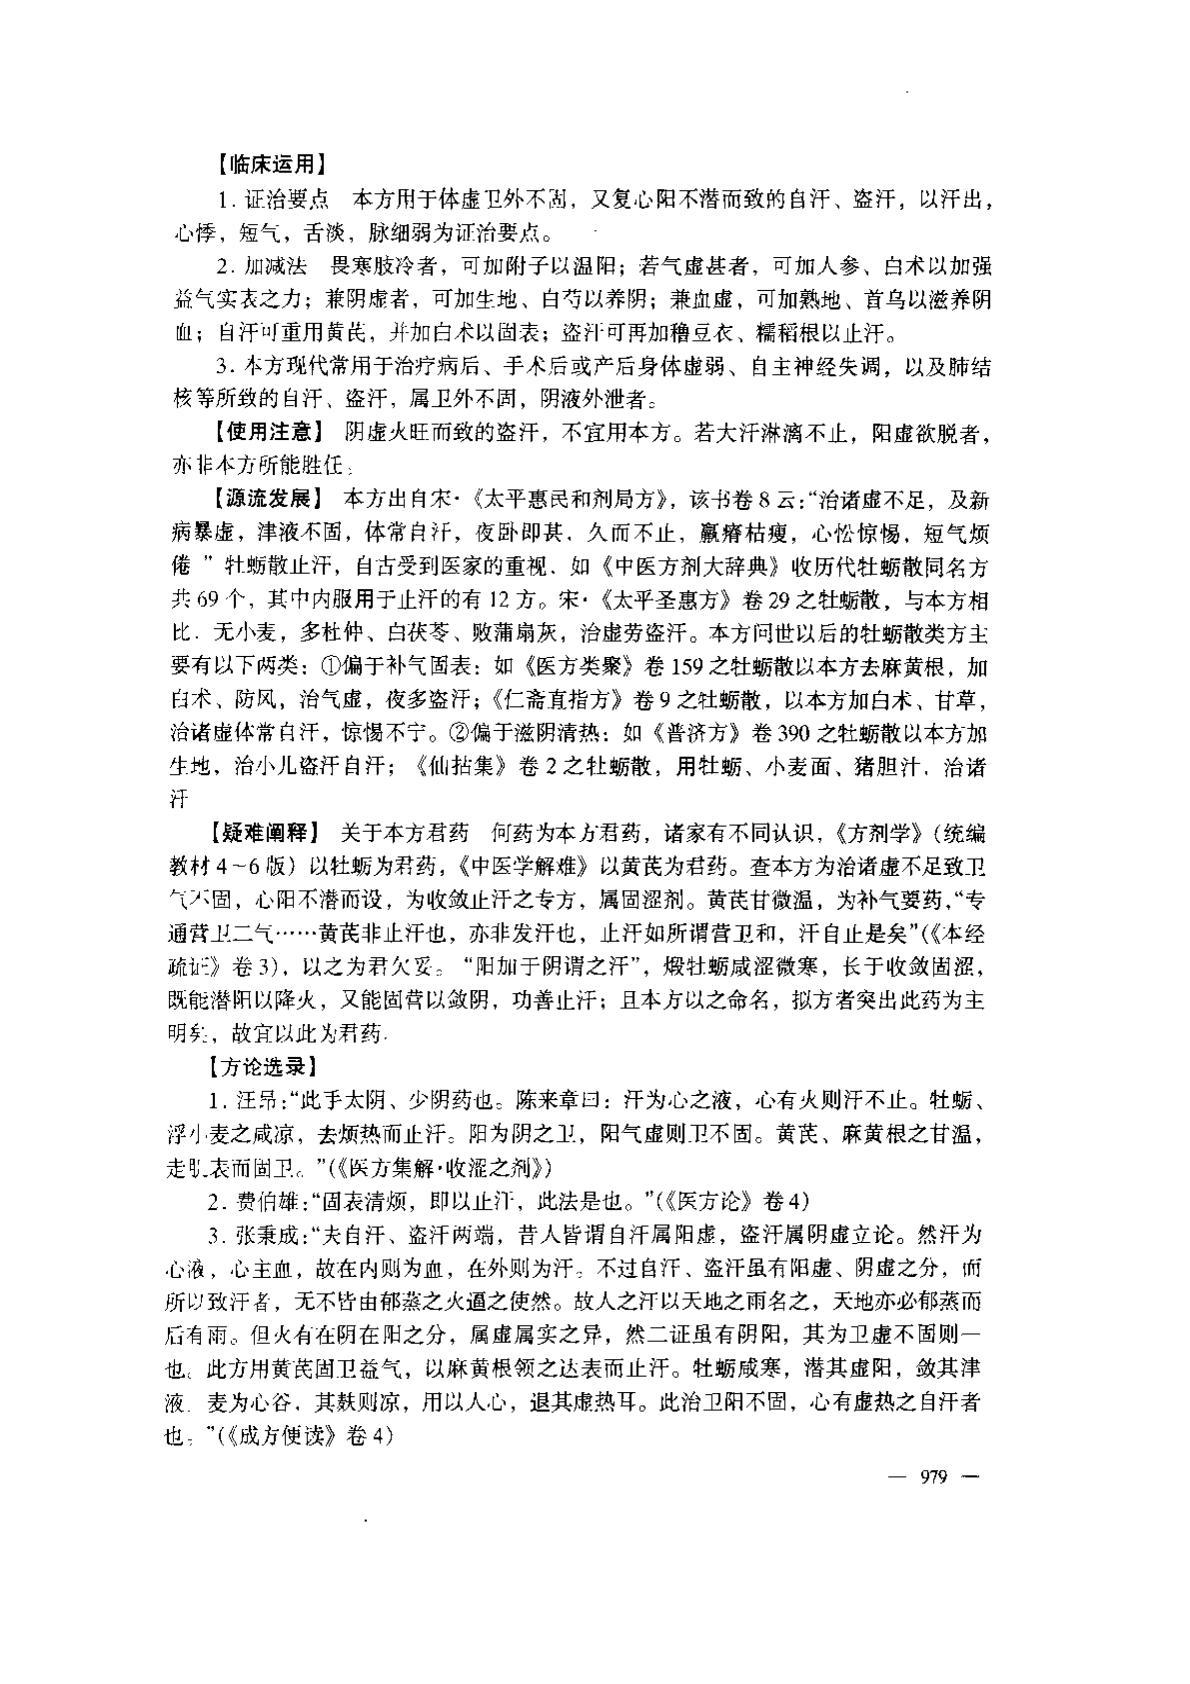 【临床运用】
1. 证治要点 本方用于体虚卫外不固，又复心阳不潜而致的自汗、盗汗，以汗出，
心悸，短气，舌淡，脉细弱为证治要点。
2. 加减法 畏寒肢冷者，可加附子以温阳；若气虚甚者，可加人参、白术以加强
益气实表之力；兼阴虚者，可加生地、白芍以养阴；兼血虚，可加熟地、首乌以滋养阴
血；自汗可重用黄芪，并加白术以固表；盗汗可再加穞豆衣、糯稻根以止汗。
3. 本方现代常用于治疗病后、手术后或产后身体虚弱、自主神经失调，以及肺结
核等所致的自汗、盗汗，属卫外不固，阴液外泄者。
【使用注意】 阴虚火旺而致的盗汗，不宜用本方。若大汗淋漓不止，阳虚欲脱者，
亦非本方所能胜任。
【源流发展】 本方出自宋·《太平惠民和剂局方》，该书卷 8 云：“治诸虚不足，及新
病暴虚，津液不固，体常自汗，夜卧即甚，久而不止，羸瘠枯瘦，心忪惊惕，短气烦
倦 ” 牡蛎散止汗，自古受到医家的重视．如《中医方剂大辞典》收历代牡蛎散同名方
共 69 个，其中内服用于止汗的有 12 方。宋·《太平圣惠方》卷 29 之牡蛎散，与本方相
比．无小麦，多杜仲、白茯苓、败蒲扇灰，治虚劳盗汗。本方问世以后的牡蛎散类方主
要有以下两类：①偏于补气固表：如《医方类聚》卷 159 之牡蛎散以本方去麻黄根，加
白术、防风，治气虚，夜多盗汗；《仁斋直指方》卷 9 之牡蛎散，以本方加白术、甘草，
治诸虚体常自汗，惊惕不宁。②偏于滋阴清热：如《普济方》卷 390 之牡蛎散以本方加
生地，治小儿盗汗自汗；《仙拈集》卷 2 之牡蛎散，用牡蛎、小麦面、猪胆汁，治诸
汗
【疑难阐释】 关于本方君药 何药为本方君药，诸家有不同认识，《方剂学》（统编
教材 4～6 版）以牡蛎为君药，《中医学解难》以黄芪为君药。查本方为治诸虚不足致卫
气不固，心阳不潜而设，为收敛止汗之专方，属固涩剂。黄芪甘微温，为补气要药，“专
通营卫二气……黄芪非止汗也，亦非发汗也，止汗如所谓营卫和，汗自止是矣”（《本经
疏证》卷 3），以之为君欠妥。“阳加于阴谓之汗”，煅牡蛎咸涩微寒，长于收敛固涩，
既能潜阳以降火，又能固营以敛阴，功善止汗；且本方以之命名，拟方者突出此药为主
明矣，故宜以此为君药．
【方论选录】
1. 汪昂：“此手太阴、少阴药也。陈来章曰：汗为心之液，心有火则汗不止。牡蛎、
浮小麦之咸凉，去烦热而止汗。阳为阴之卫，阳气虚则卫不固。黄芪、麻黄根之甘温，
走肌表而固卫。”（《医方集解·收涩之剂》）
2. 费伯雄：“固表清烦，即以止汗，此法是也。”（《医方论》卷 4）
3. 张秉成：“夫自汗、盗汗两端，昔人皆谓自汗属阳虚，盗汗属阴虚立论。然汗为
心液，心主血，故在内则为血，在外则为汗。不过自汗、盗汗虽有阳虚、阴虚之分，而
所以致汗者，无不皆由郁蒸之火逼之使然。故人之汗以天地之雨名之，天地亦必郁蒸而
后有雨。但火有在阴在阳之分，属虚属实之异，然二证虽有阴阳，其为卫虚不固则一
也。此方用黄芪固卫益气，以麻黄根领之达表而止汗。牡蛎咸寒，潜其虚阳，敛其津
液．麦为心谷．其麸则凉，用以人心，退其虚热耳。此治卫阳不固，心有虚热之自汗者
也。”（《成方便读》卷 4）
— 979 —